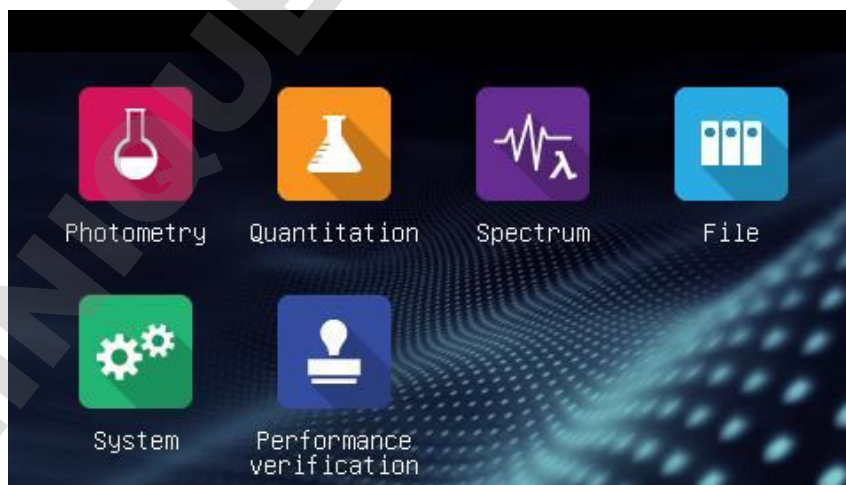 Photometry
Quantitation
Spectrum
File
System
Performance
verification
λ